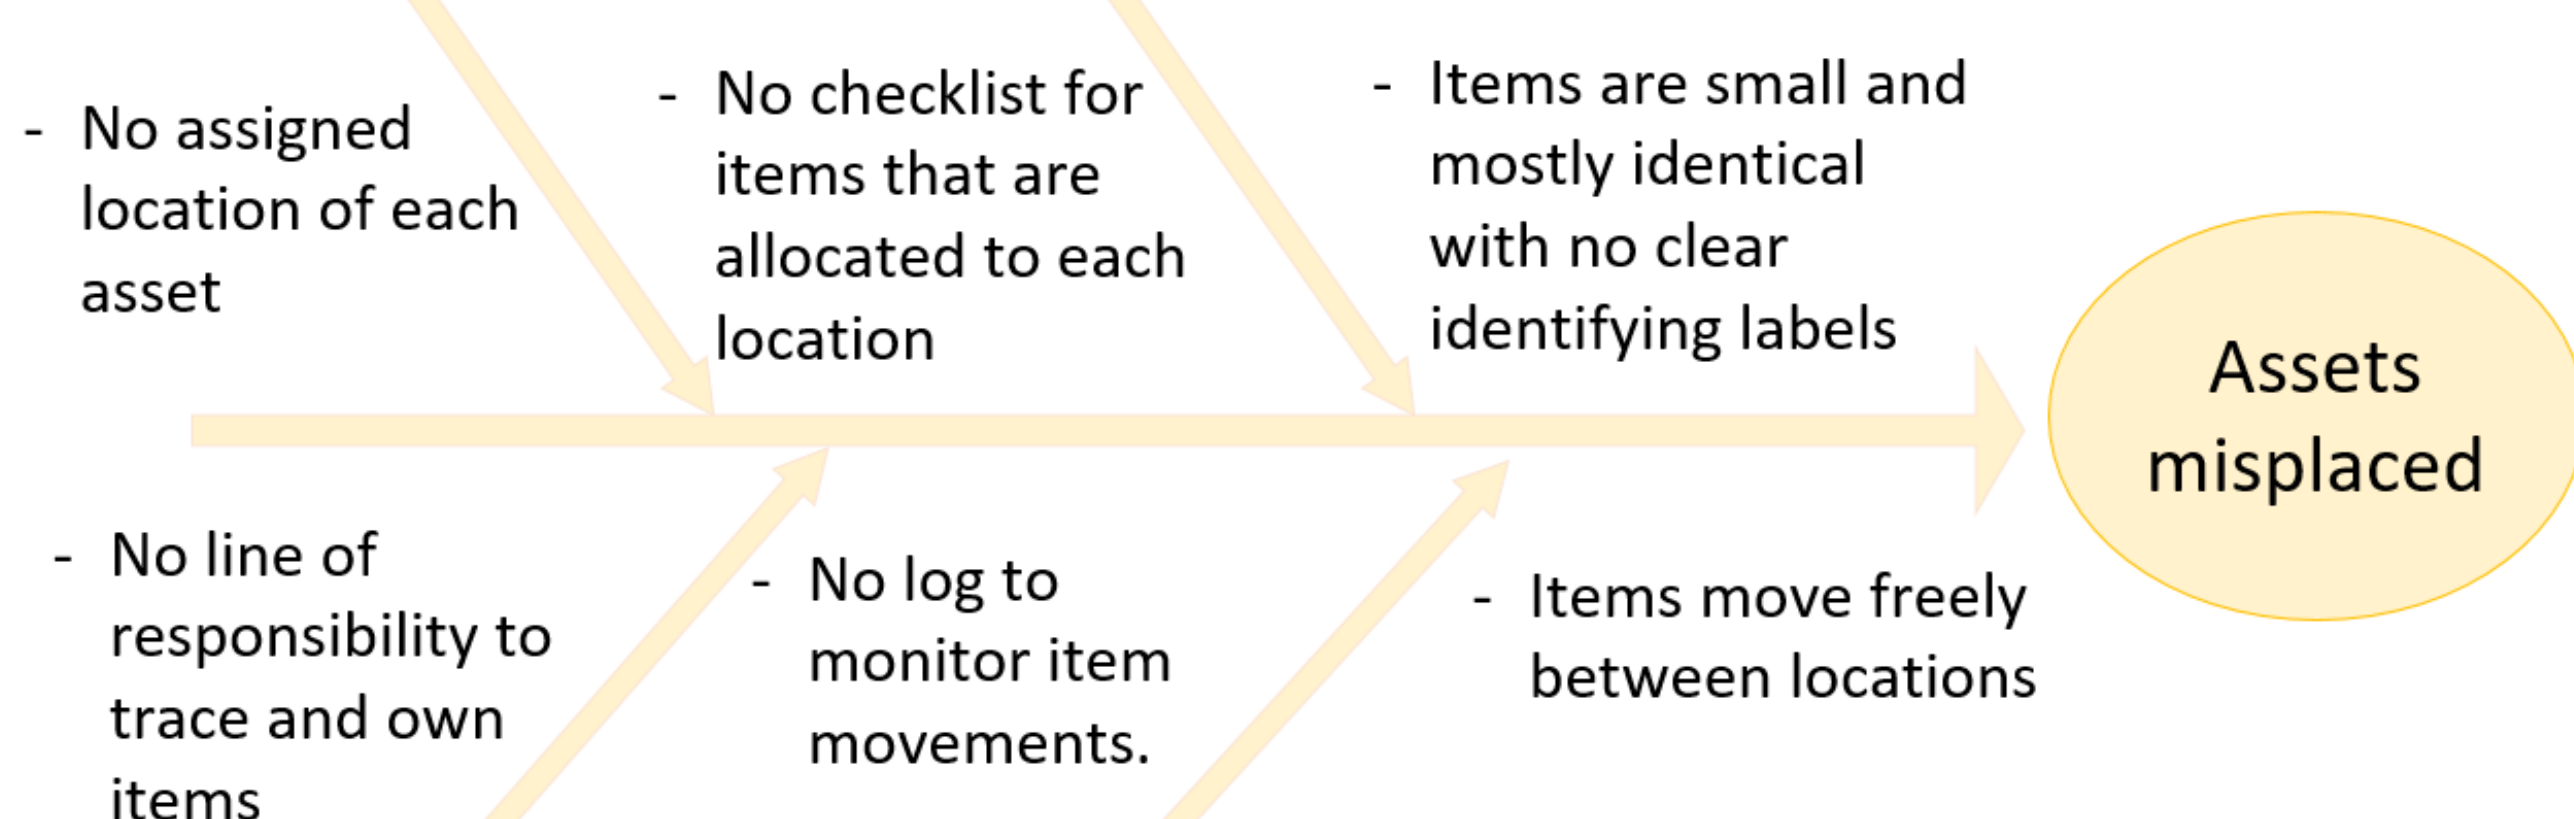 - No assigned
location of each
asset
- No checklist for
items that are
allocated to each
location
- Items are small and
mostly identical
with no clear
identifying labels
Assets
misplaced
- No line of
responsibility to
trace and own
items
- No log to
monitor item
movements.
- Items move freely
between locations